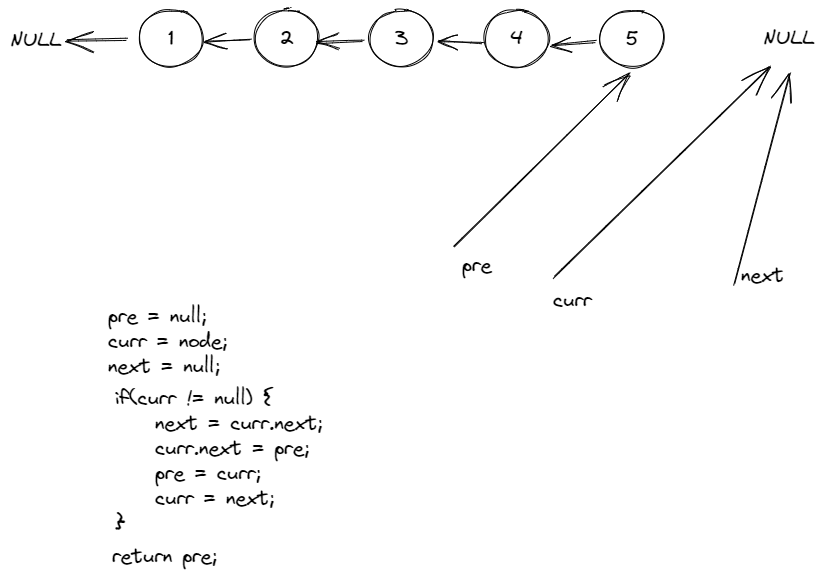 NULL 1 2 3 4 5 NULL
pre
curr
next
pre = null;
curr = node;
next = null;
if(curr != null) {
next = curr.next;
curr.next = pre;
pre = curr;
curr = next;
}
return pre;